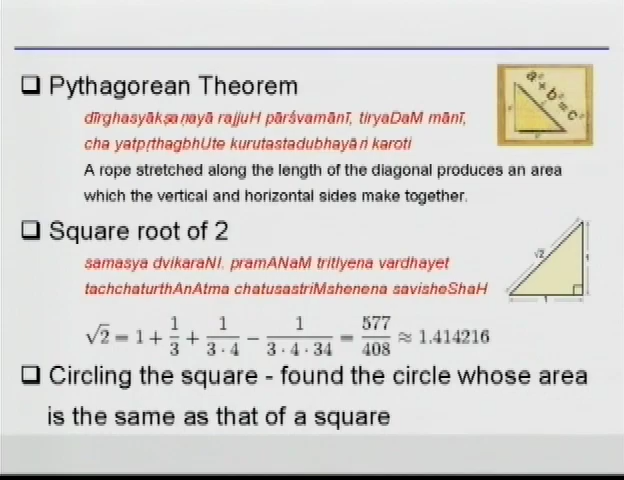 Pythagorean Theorem
a² + b² = c²
dīrghasyākṣaṇayā rajjuH pārśvamānī, tiryaDaM mānī,
cha yatpṛthagbhUte kurutastadubhayāṅ karoti
A rope stretched along the length of the diagonal produces an area
which the vertical and horizontal sides make together.
Square root of 2
samasya dvikaraNI. pramANaM tritIyena vardhayet
tachchaturthAnAtma chatusastriMshenena savisheShaH
√2 1
1
√2 = 1 + 1/3 + 1/(3 · 4) − 1/(3 · 4 · 34) = 577/408 ≈ 1.414216
Circling the square - found the circle whose area
is the same as that of a square